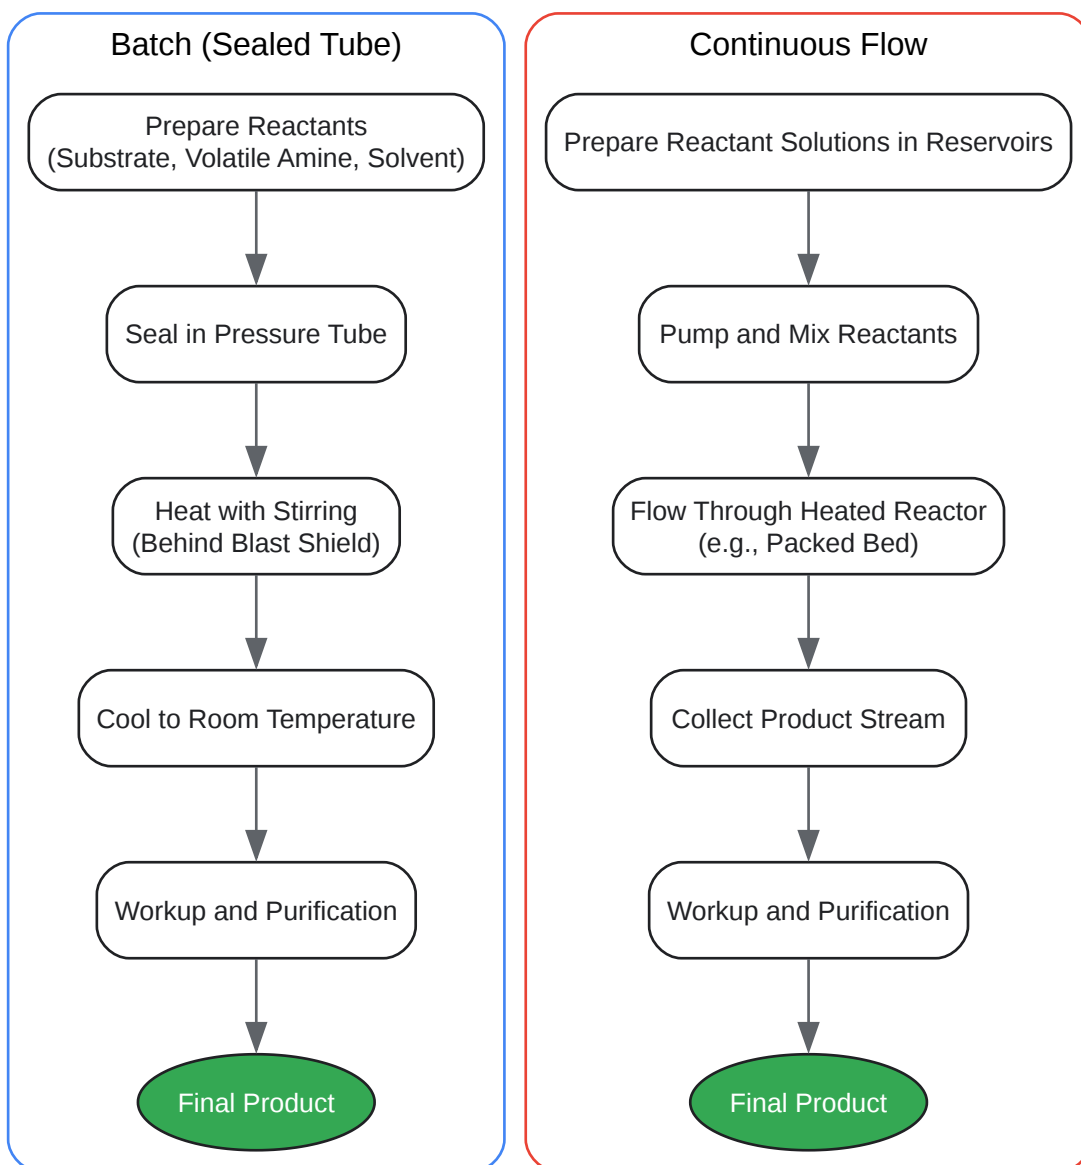 Batch (Sealed Tube)
Prepare Reactants
(Substrate, Volatile Amine, Solvent)
Seal in Pressure Tube
Heat with Stirring
(Behind Blast Shield)
Cool to Room Temperature
Workup and Purification
Final Product
Continuous Flow
Prepare Reactant Solutions in Reservoirs
Pump and Mix Reactants
Flow Through Heated Reactor
(e.g., Packed Bed)
Collect Product Stream
Workup and Purification
Final Product